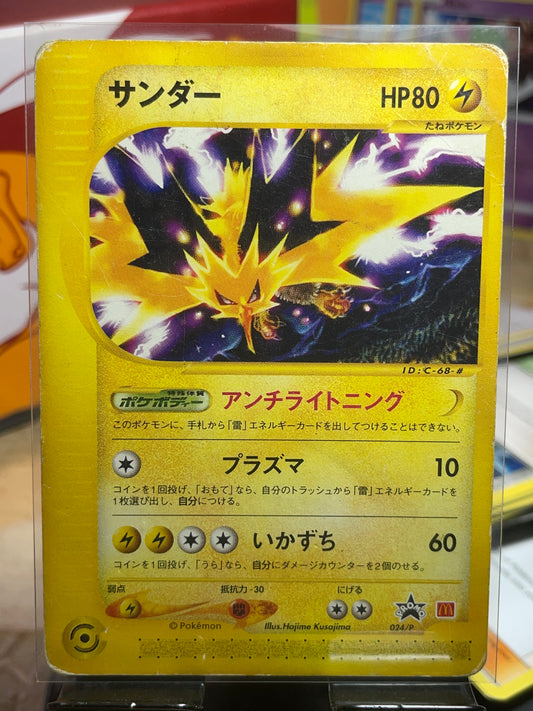 サンダー
HP80
たねポケモン
ID:C-68-#
特殊体質
ポケボディー
アンチライトニング
このポケモンに、手札から「雷」エネルギーカードを出してつけることはできない。
プラズマ
10
コインを1回投げ、「おもて」なら、自分のトラッシュから「雷」エネルギーカードを
1枚選び出し、自分につける。
いかずち
60
コインを1回投げ、「うら」なら、自分にダメージカウンターを2個のせる。
弱点
抵抗力
-30
にげる
© Pokémon
Illus.Hajime Kusajima
024/P